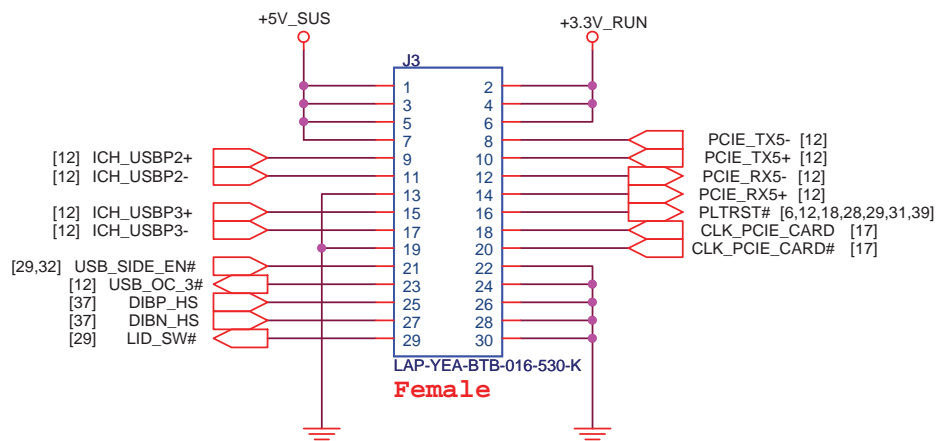 +5V_SUS +3.3V_RUN
J3
1 2
3 4
5 6
7 8 PCIE_TX5- [12]
[12] ICH_USBP2+ 9 10 PCIE_TX5+ [12]
[12] ICH_USBP2- 11 12 PCIE_RX5- [12]
13 14 PCIE_RX5+ [12]
[12] ICH_USBP3+ 15 16 PLTRST# [6,12,18,28,29,31,39]
[12] ICH_USBP3- 17 18 CLK_PCIE_CARD [17]
19 20 CLK_PCIE_CARD# [17]
[29,32] USB_SIDE_EN# 21 22
[12] USB_OC_3# 23 24
[37] DIBP_HS 25 26
[37] DIBN_HS 27 28
[29] LID_SW# 29 30
LAP-YEA-BTB-016-530-K
Female